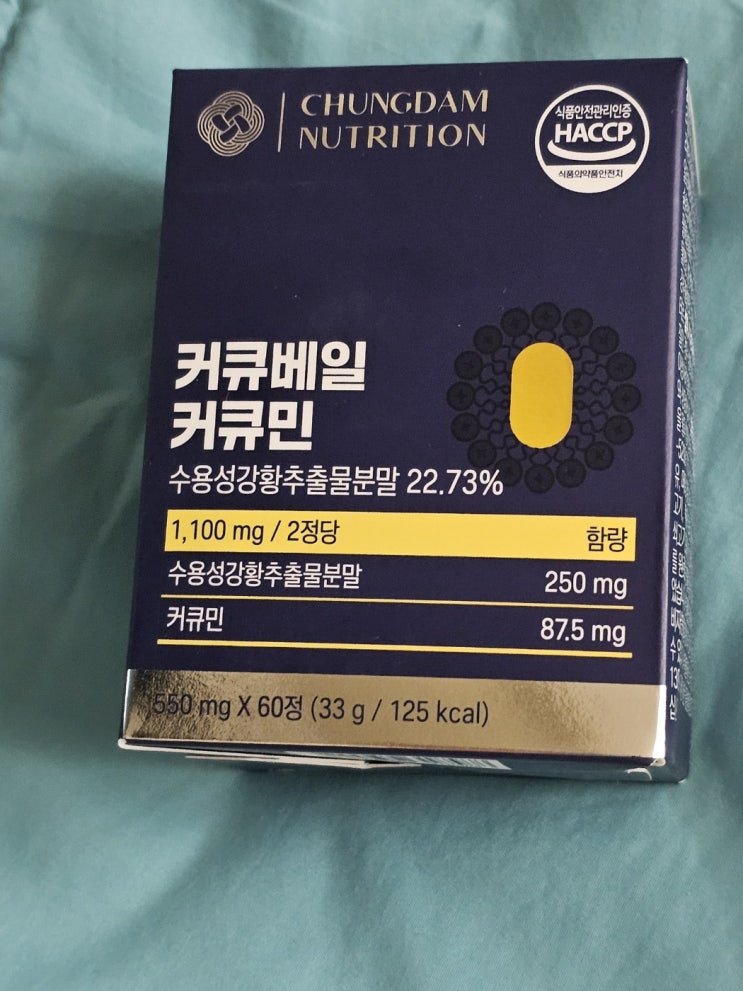 CHUNGDAM
NUTRITION
식품안전관리인증
HACCP
식품의약품안전처
커큐베일
커큐민
수용성강황추출물분말 22.73%
1,100 mg / 2정당 함량
수용성강황추출물분말 250 mg
커큐민 87.5 mg
550 mg X 60정 (33 g / 125 kcal)